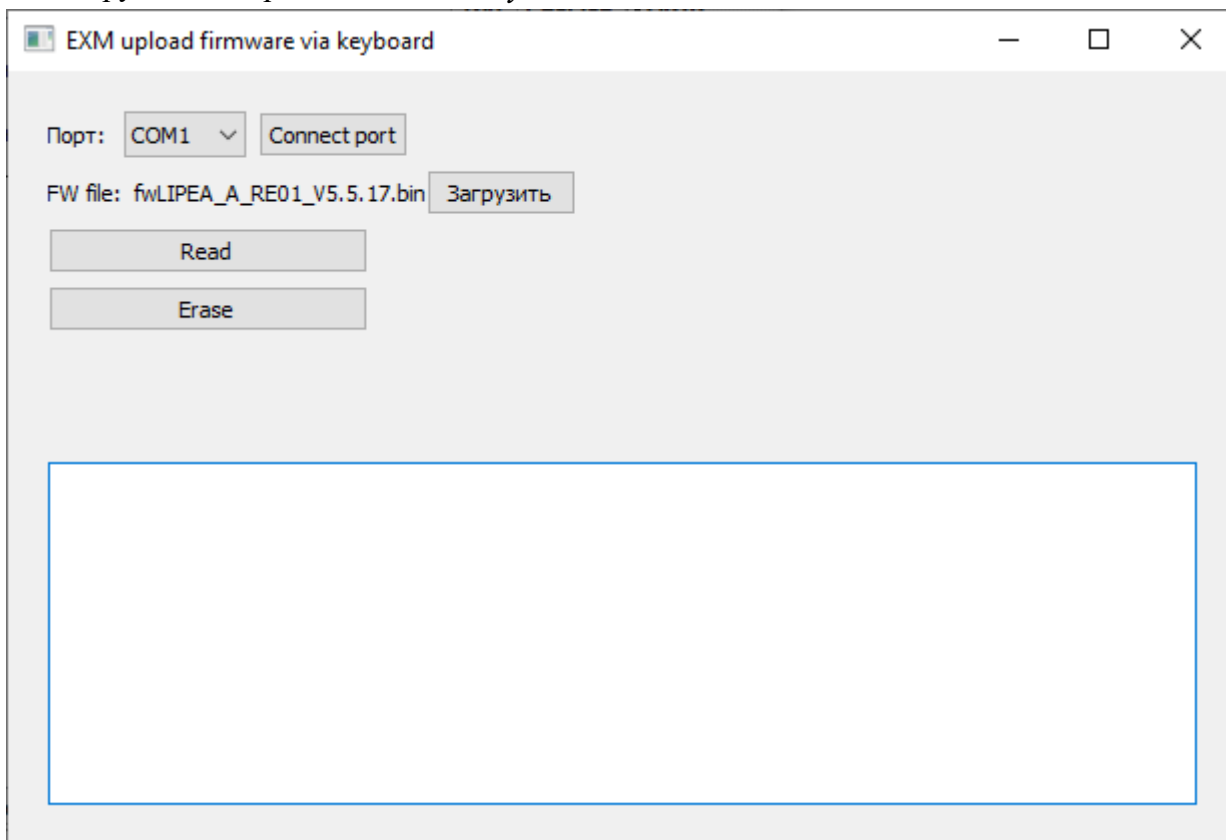 EXM upload firmware via keyboard
Порт: COM1 Connect port
FW file: fwLIPEA_A_RE01_V5.5.17.bin Загрузить
Read
Erase